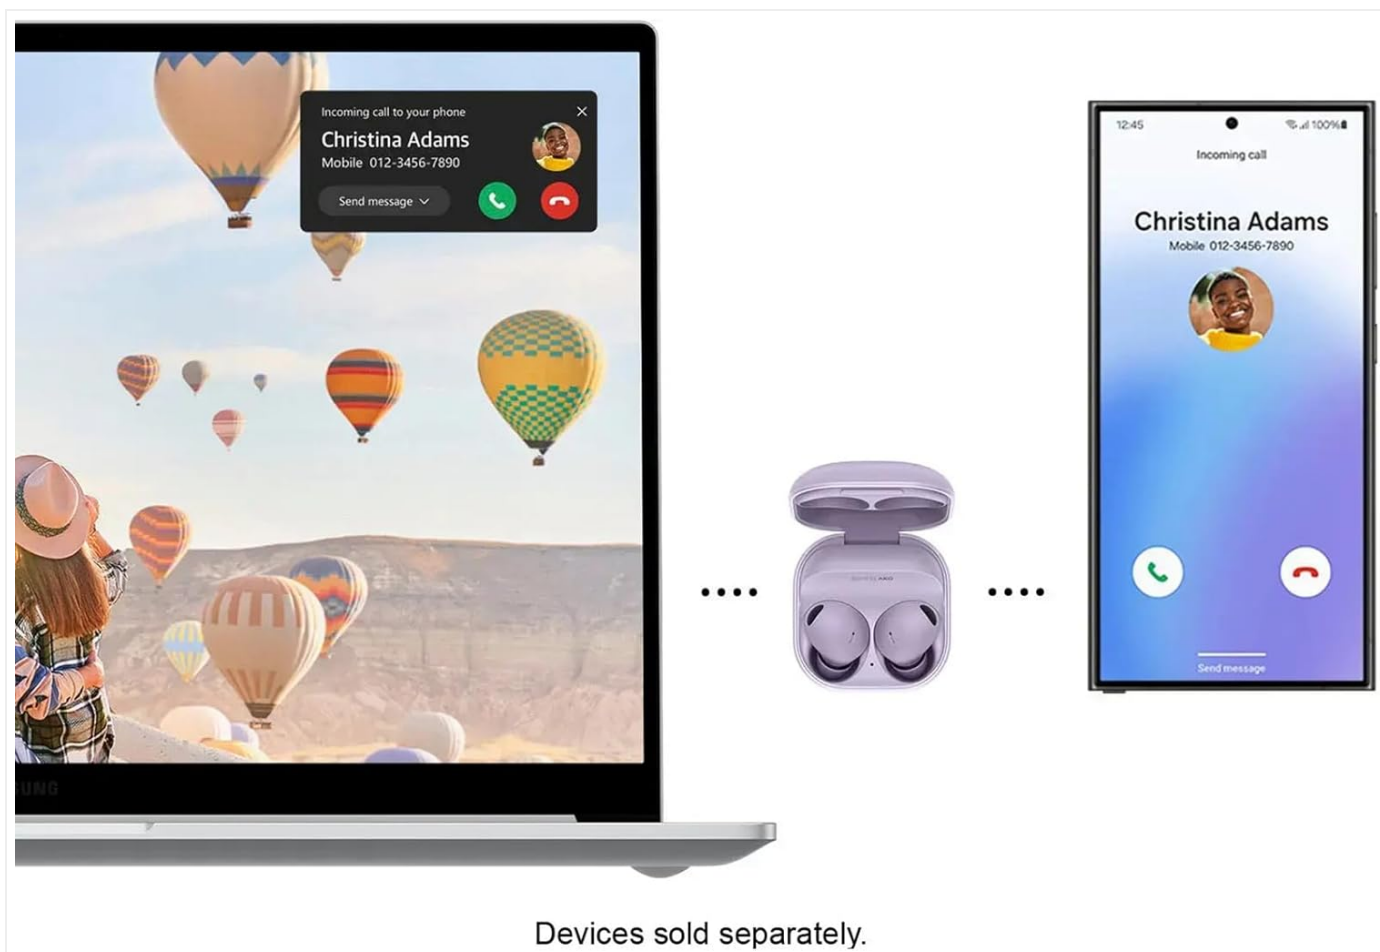 Incoming call to your phone
Christina Adams
Mobile 012-3456-7890
Send message
12:45
100%
Incoming call
Christina Adams
Mobile 012-3456-7890
Send message
Devices sold separately.